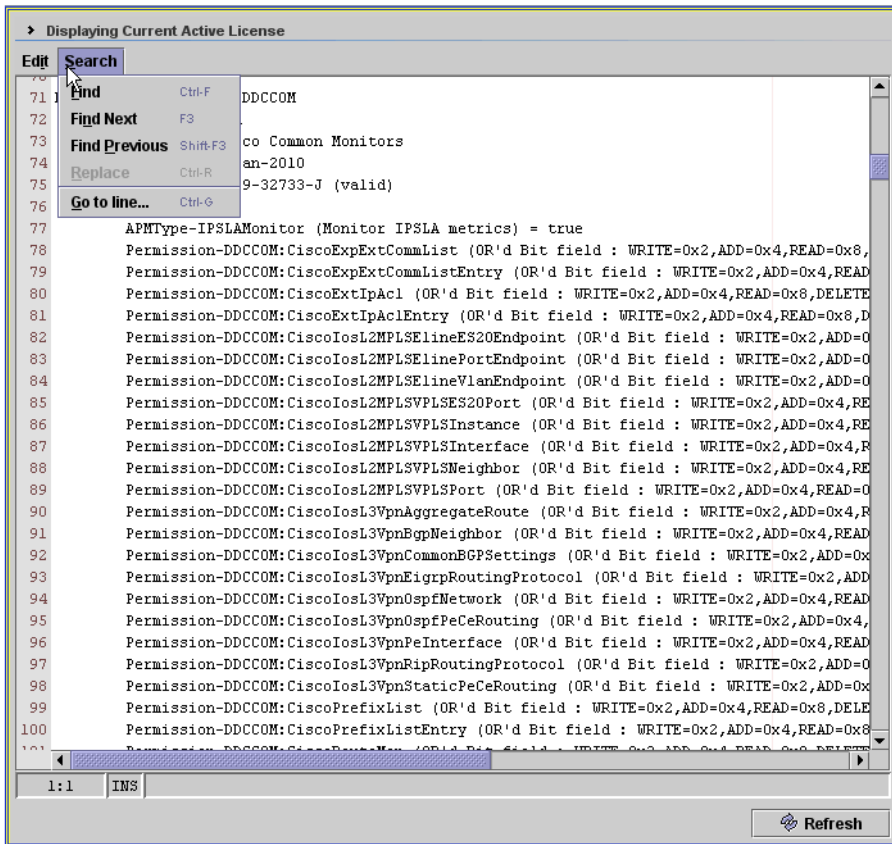 Displaying Current Active License
Edit Search
Find Ctrl-F
Find Next F3
Find Previous Shift-F3
Replace Ctrl-R
Go to line... Ctrl-G
70
71 DDCCOM
72
73 co Common Monitors
74 an-2010
75 9-32733-J (valid)
76
77 APMType-IPSLAMonitor (Monitor IPSLA metrics) = true
78 Permission-DDCCOM:CiscoExpExtCommList (OR'd Bit field : WRITE=0x2,ADD=0x4,READ=0x8,
79 Permission-DDCCOM:CiscoExpExtCommListEntry (OR'd Bit field : WRITE=0x2,ADD=0x4,READ
80 Permission-DDCCOM:CiscoExtIpAcl (OR'd Bit field : WRITE=0x2,ADD=0x4,READ=0x8,DELETE
81 Permission-DDCCOM:CiscoExtIpAclEntry (OR'd Bit field : WRITE=0x2,ADD=0x4,READ=0x8,D
82 Permission-DDCCOM:CiscoIosL2MPLSElineES20Endpoint (OR'd Bit field : WRITE=0x2,ADD=0
83 Permission-DDCCOM:CiscoIosL2MPLSElinePortEndpoint (OR'd Bit field : WRITE=0x2,ADD=0
84 Permission-DDCCOM:CiscoIosL2MPLSElineVlanEndpoint (OR'd Bit field : WRITE=0x2,ADD=0
85 Permission-DDCCOM:CiscoIosL2MPLSVPLSES20Port (OR'd Bit field : WRITE=0x2,ADD=0x4,RE
86 Permission-DDCCOM:CiscoIosL2MPLSVPLSInstance (OR'd Bit field : WRITE=0x2,ADD=0x4,RE
87 Permission-DDCCOM:CiscoIosL2MPLSVPLSInterface (OR'd Bit field : WRITE=0x2,ADD=0x4,R
88 Permission-DDCCOM:CiscoIosL2MPLSVPLSNeighbor (OR'd Bit field : WRITE=0x2,ADD=0x4,RE
89 Permission-DDCCOM:CiscoIosL2MPLSVPLSPort (OR'd Bit field : WRITE=0x2,ADD=0x4,READ=0
90 Permission-DDCCOM:CiscoIosL3VpnAggregateRoute (OR'd Bit field : WRITE=0x2,ADD=0x4,R
91 Permission-DDCCOM:CiscoIosL3VpnBgpNeighbor (OR'd Bit field : WRITE=0x2,ADD=0x4,READ
92 Permission-DDCCOM:CiscoIosL3VpnCommonBGPSettings (OR'd Bit field : WRITE=0x2,ADD=0x
93 Permission-DDCCOM:CiscoIosL3VpnEigrpRoutingProtocol (OR'd Bit field : WRITE=0x2,ADD
94 Permission-DDCCOM:CiscoIosL3VpnOspfNetwork (OR'd Bit field : WRITE=0x2,ADD=0x4,READ
95 Permission-DDCCOM:CiscoIosL3VpnOspfPeCeRouting (OR'd Bit field : WRITE=0x2,ADD=0x4,
96 Permission-DDCCOM:CiscoIosL3VpnPeInterface (OR'd Bit field : WRITE=0x2,ADD=0x4,READ
97 Permission-DDCCOM:CiscoIosL3VpnRipRoutingProtocol (OR'd Bit field : WRITE=0x2,ADD=0
98 Permission-DDCCOM:CiscoIosL3VpnStaticPeCeRouting (OR'd Bit field : WRITE=0x2,ADD=0x
99 Permission-DDCCOM:CiscoPrefixList (OR'd Bit field : WRITE=0x2,ADD=0x4,READ=0x8,DELE
100 Permission-DDCCOM:CiscoPrefixListEntry (OR'd Bit field : WRITE=0x2,ADD=0x4,READ=0x8
1:1 INS
Refresh